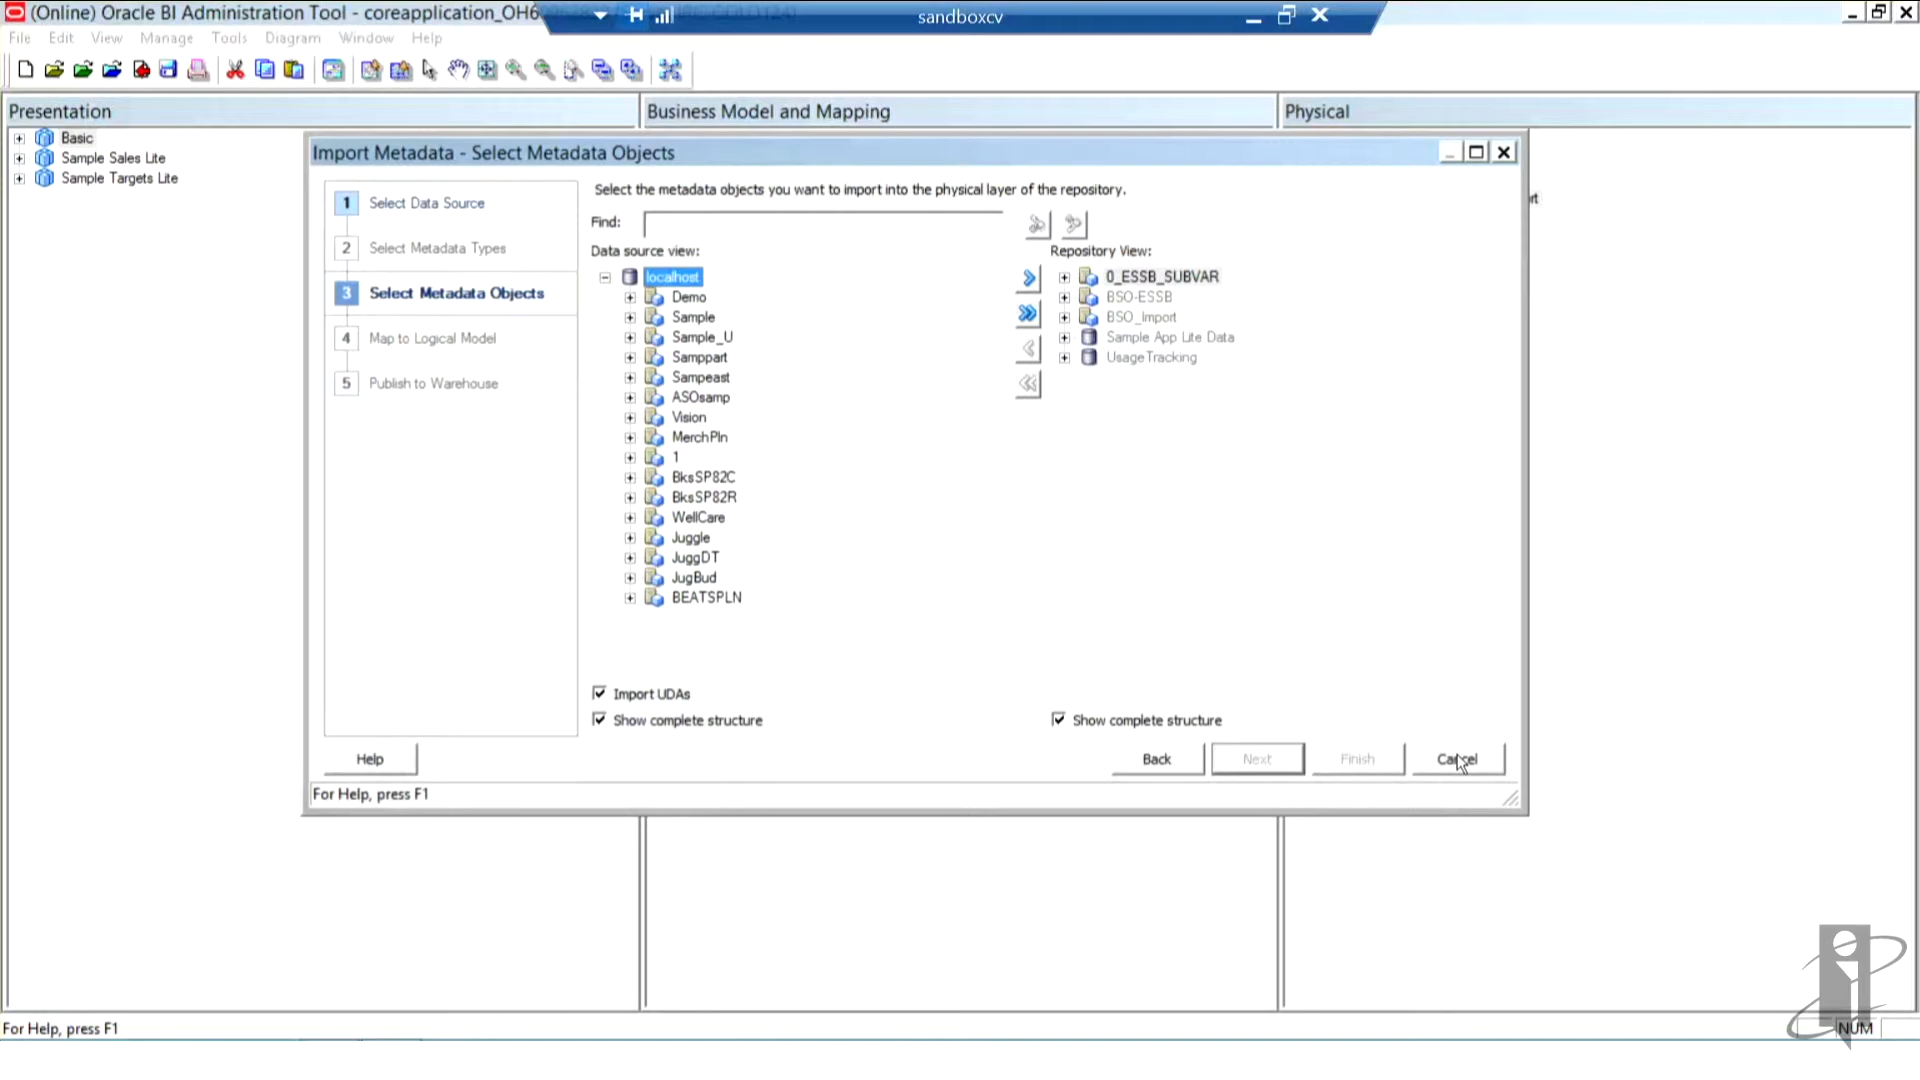 (Online) Oracle BI Administration Tool - coreapplication_OH6
sandboxcv
File Edit View Manage Tools Diagram Window Help
Presentation
Business Model and Mapping
Physical
Basic
Sample Sales Lite
Sample Targets Lite
Import Metadata - Select Metadata Objects
1 Select Data Source
2 Select Metadata Types
3 Select Metadata Objects
4 Map to Logical Model
5 Publish to Warehouse
Select the metadata objects you want to import into the physical layer of the repository.
Find:
Data source view:
localhost
Demo
Sample
Sample_U
Samppart
Sampeast
ASOsamp
Vision
MerchPln
1
BksSP82C
BksSP82R
WellCare
Juggle
JuggDT
JugBud
BEATSPLN
Repository View:
0_ESSB_SUBVAR
BSO-ESSB
BSO_Import
Sample App Lite Data
UsageTracking
Import UDAs
Show complete structure
Show complete structure
Help
Back
Next
Finish
Cancel
For Help, press F1
For Help, press F1
NUM